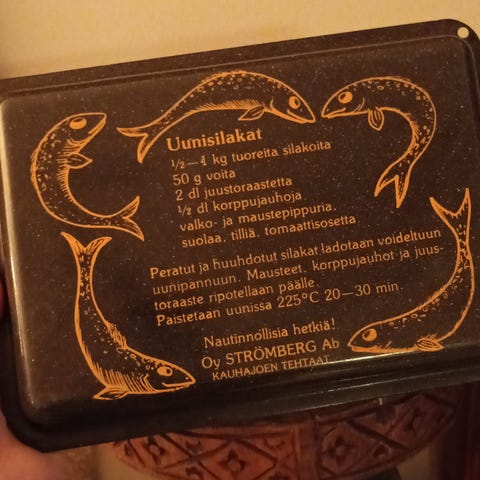 Uunisilakat
½–1 kg tuoreita silakoita
50 g voita
2 dl juustoraastetta
½ dl korppujauhoja
valko- ja maustepippuria
suolaa, tilliä, tomaattisosetta
Peratut ja huuhdotut silakat ladotaan voideltuun
uunipannuun. Mausteet, korppujauhot ja juus-
toraaste ripotellaan päälle.
Paistetaan uunissa 225°C 20–30 min.
Nautinnöllisia hetkiä!
Oy STRÖMBERG Ab
KAUHAJOEN TEHTAAT